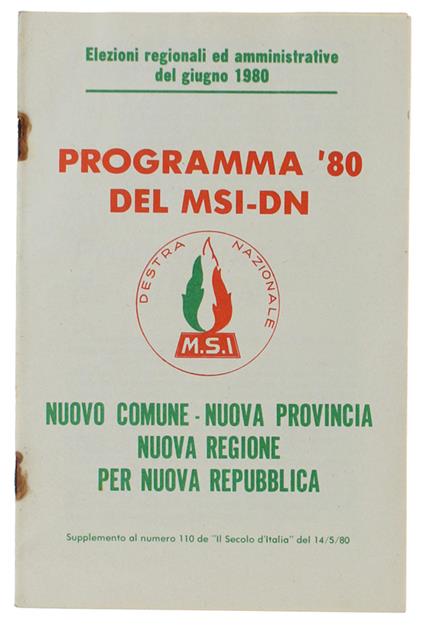 Elezioni regionali ed amministrative
del giugno 1980
PROGRAMMA '80
DEL MSI-DN
DESTRA NAZIONALE
M.S.I
NUOVO COMUNE - NUOVA PROVINCIA
NUOVA REGIONE
PER NUOVA REPUBBLICA
Supplemento al numero 110 de "Il Secolo d'Italia" del 14/5/80